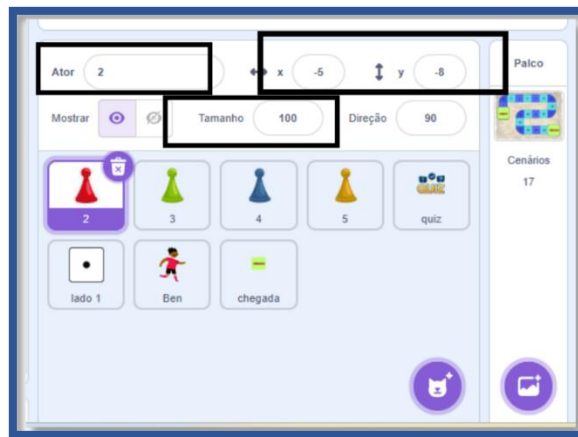 Ator 2 x -5 y -8
Mostrar Tamanho 100 Direção 90
2 3 4 5 quiz
lado 1 Ben chegada
Palco
Cenários
17
QUIZ